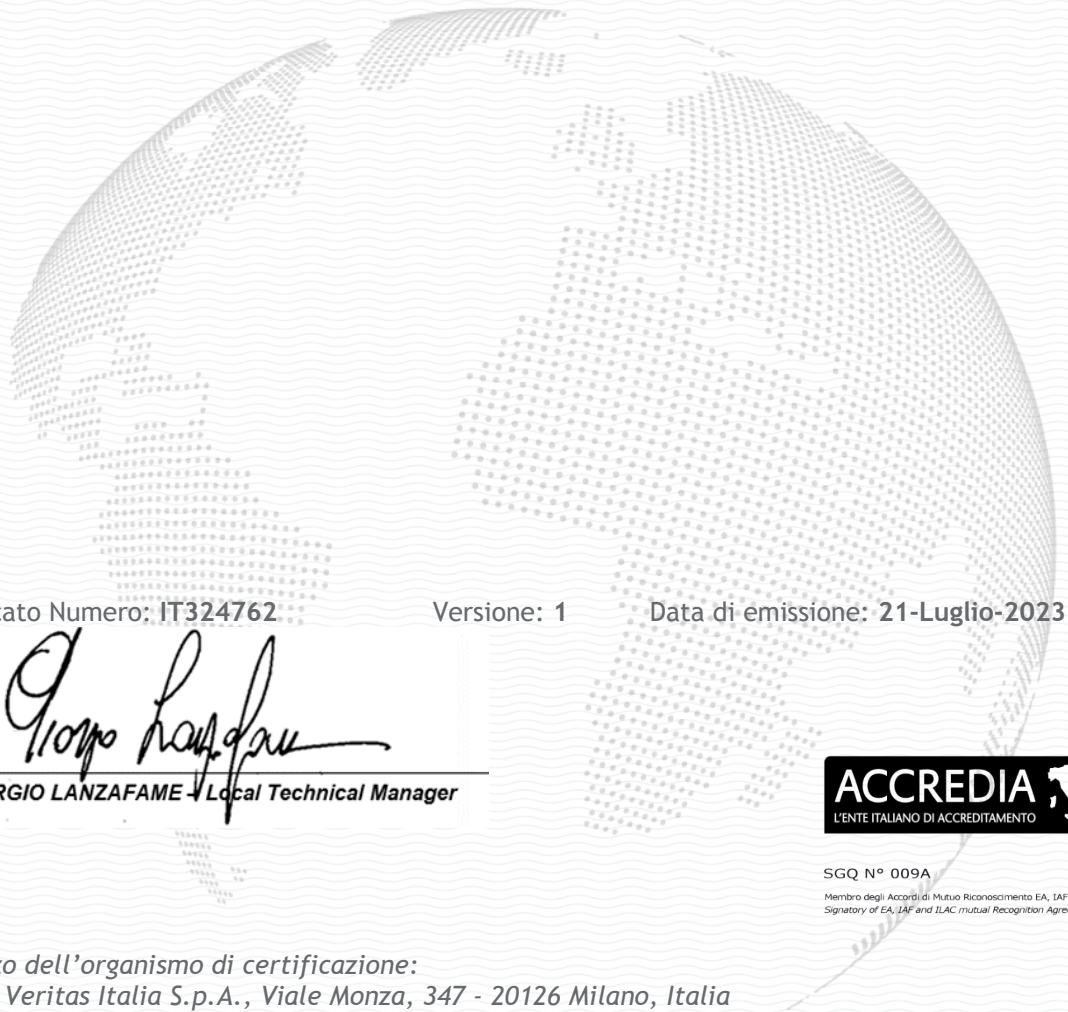 cato Numero: IT324762 Versione: 1 Data di emissione: 21-Luglio-2023
RGIO LANZAFAME - Local Technical Manager
ACCREDIA
L'ENTE ITALIANO DI ACCREDITAMENTO
SGQ N° 009A
Membro degli Accordi di Mutuo Riconoscimento EA, IAF
Signatory of EA, IAF and ILAC mutual Recognition Agre
zo dell'organismo di certificazione:
Veritas Italia S.p.A., Viale Monza, 347 - 20126 Milano, Italia